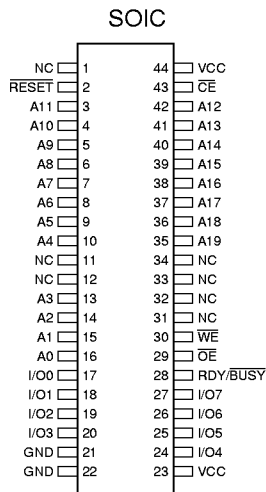 SOIC
NC 1 44 VCC
RESET 2 43 CE
A11 3 42 A12
A10 4 41 A13
A9 5 40 A14
A8 6 39 A15
A7 7 38 A16
A6 8 37 A17
A5 9 36 A18
A4 10 35 A19
NC 11 34 NC
NC 12 33 NC
A3 13 32 NC
A2 14 31 NC
A1 15 30 WE
A0 16 29 OE
I/O0 17 28 RDY/BUSY
I/O1 18 27 I/O7
I/O2 19 26 I/O6
I/O3 20 25 I/O5
GND 21 24 I/O4
GND 22 23 VCC